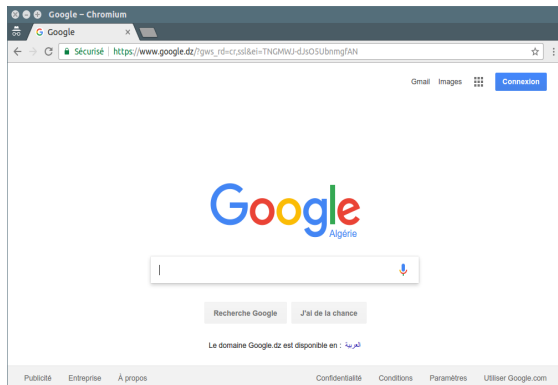 Google – Chromium
Google
Sécurisé | https://www.google.dz/?gws_rd=cr,ssl&ei=TNGMWJ-dJsO5UbnmgfAN
Gmail Images Connexion
Google
Algérie
Recherche Google J'ai de la chance
Le domaine Google.dz est disponible en : العربية
Publicité Entreprise À propos Confidentialité Conditions Paramètres Utiliser Google.com